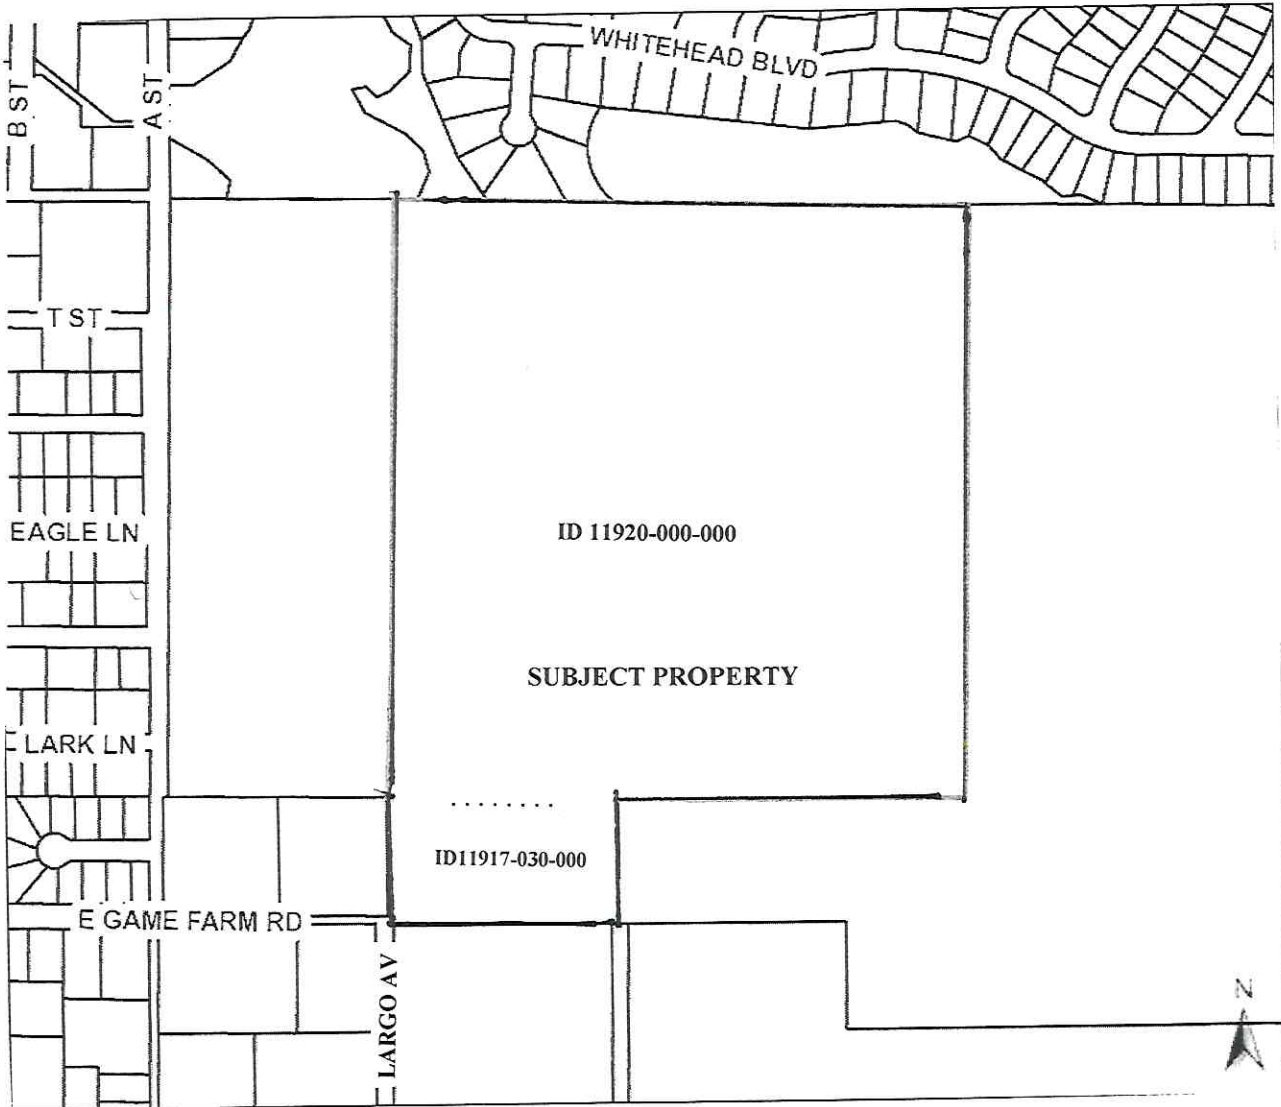 WHITEHEAD BLVD
B ST
A ST
T ST
EAGLE LN
ID 11920-000-000
SUBJECT PROPERTY
LARK LN
ID11917-030-000
E GAME FARM RD
LARGO AV
N